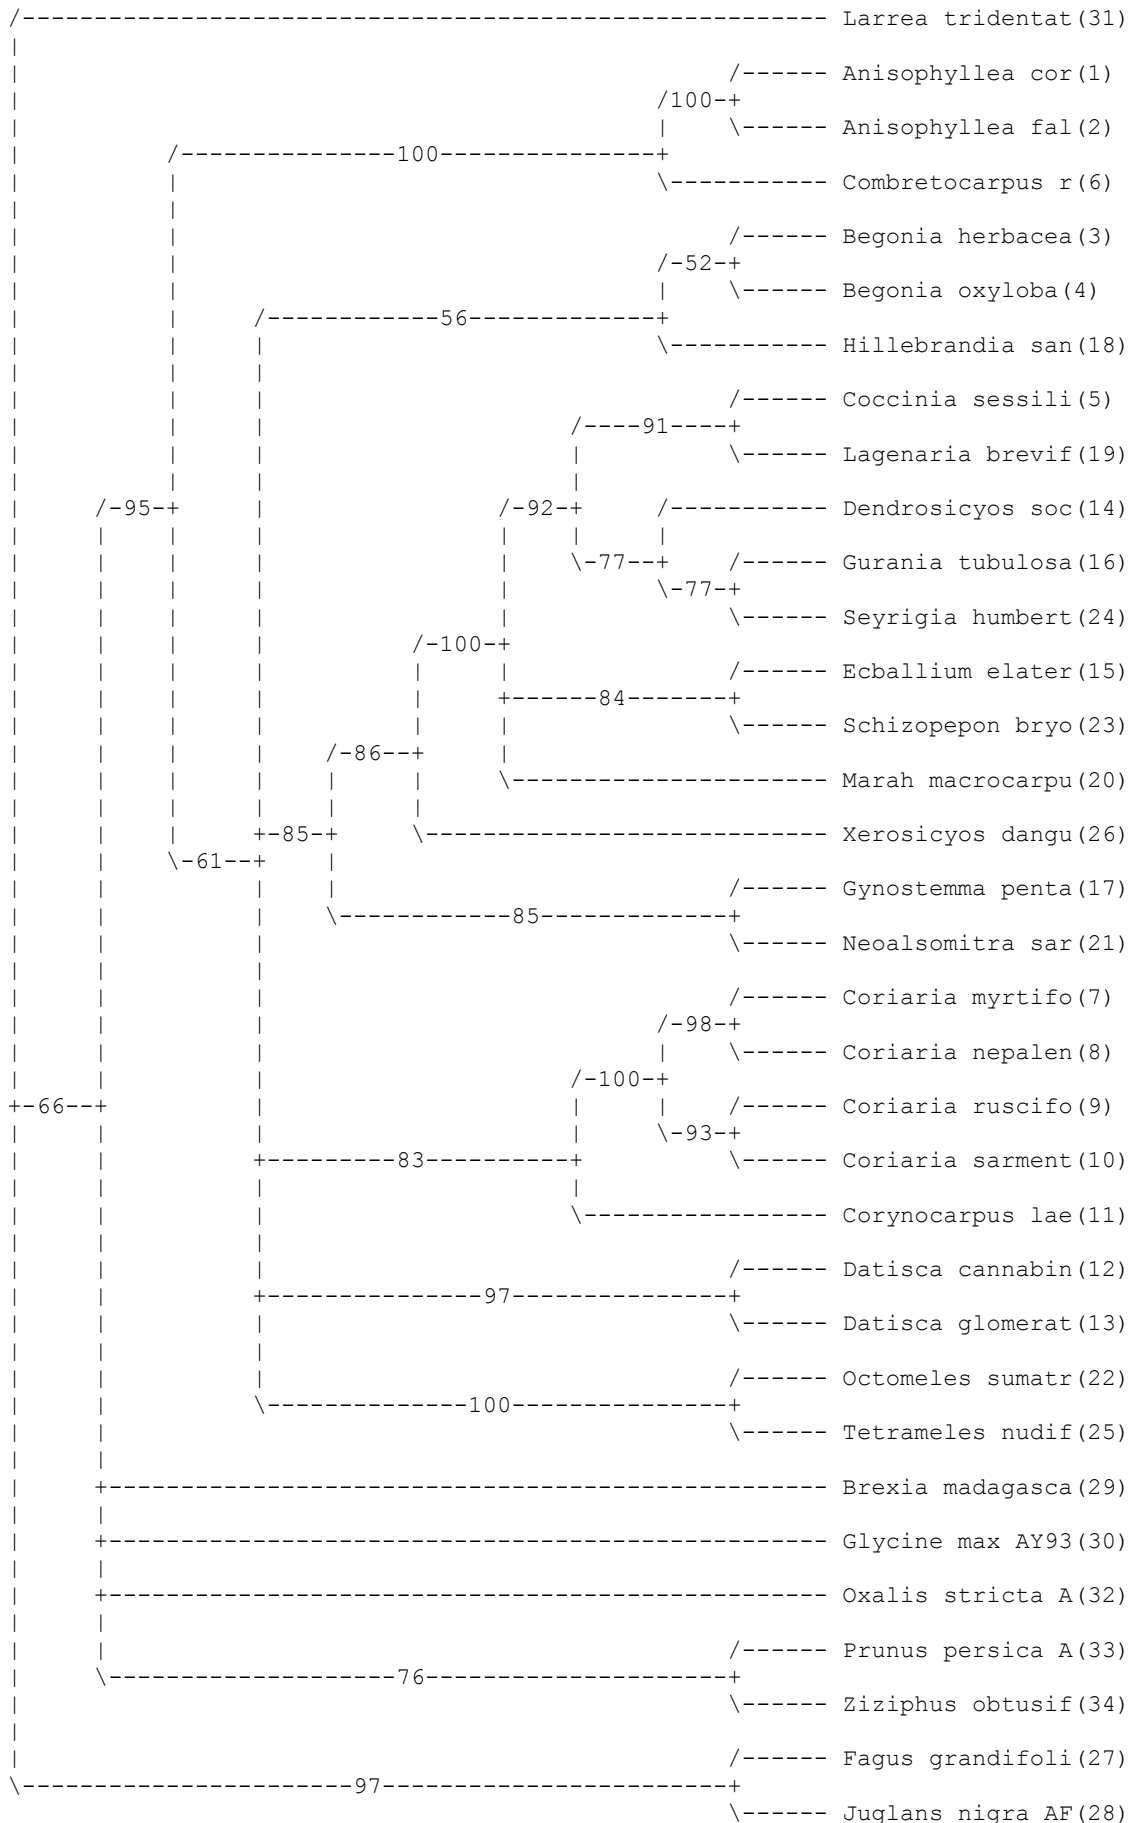 /-------------------------------------------------------- Larrea tridentat(31)
/------ Anisophyllea cor(1)
/100-+
\------ Anisophyllea fal(2)
/---------------100---------------+
\----------- Combretocarpus r(6)
/------ Begonia herbacea(3)
/-52-+
\------ Begonia oxyloba(4)
/------------56-------------+
\----------- Hillebrandia san(18)
/------ Coccinia sessili(5)
/----91----+
\------ Lagenaria brevif(19)
/-95-+ /-92-+ /----------- Dendrosicyos soc(14)
\-77--+ /------ Gurania tubulosa(16)
\-77-+
\------ Seyrigia humbert(24)
/-100-+
/------ Ecballium elater(15)
+------84-------+
\------ Schizopepon bryo(23)
/-86--+
\---------------------- Marah macrocarpu(20)
+-85-+ \---------------------------- Xerosicyos dangu(26)
\-61--+
/------ Gynostemma penta(17)
\------------85-------------+
\------ Neoalsomitra sar(21)
/------ Coriaria myrtifo(7)
/-98-+
\------ Coriaria nepalen(8)
/-100-+
+-66--+ /------ Coriaria ruscifo(9)
\-93-+
+---------83----------+ \------ Coriaria sarment(10)
\----------------- Corynocarpus lae(11)
/------ Datisca cannabin(12)
+---------------97---------------+
\------ Datisca glomerat(13)
/------ Octomeles sumatr(22)
\--------------100---------------+
\------ Tetrameles nudif(25)
+-------------------------------------------------- Brexia madagasca(29)
+-------------------------------------------------- Glycine max AY93(30)
+-------------------------------------------------- Oxalis stricta A(32)
/------ Prunus persica A(33)
\--------------------76---------------------+
\------ Ziziphus obtusif(34)
/------ Fagus grandifoli(27)
\-----------------------97------------------------+
\------ Juglans nigra AF(28)